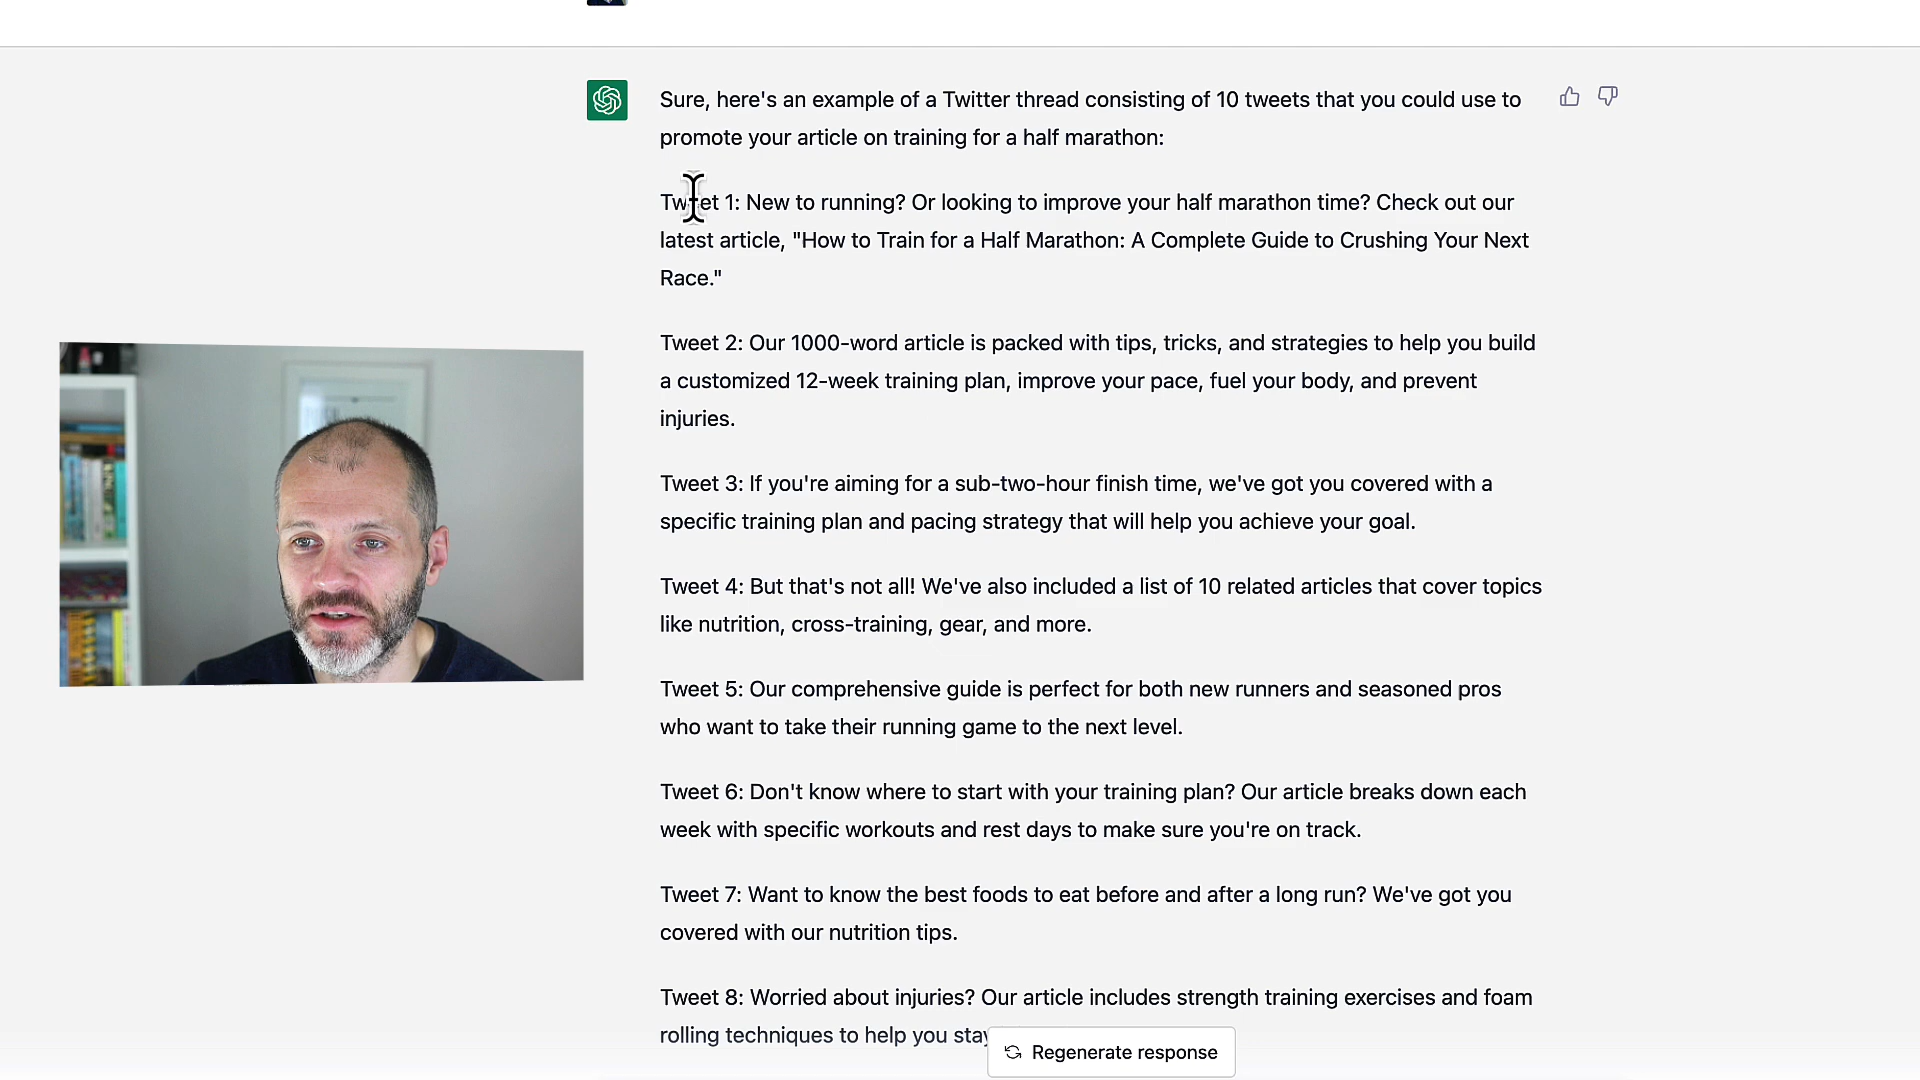 Sure, here's an example of a Twitter thread consisting of 10 tweets that you could use to
promote your article on training for a half marathon:
Tweet 1: New to running? Or looking to improve your half marathon time? Check out our
latest article, "How to Train for a Half Marathon: A Complete Guide to Crushing Your Next
Race."
Tweet 2: Our 1000-word article is packed with tips, tricks, and strategies to help you build
a customized 12-week training plan, improve your pace, fuel your body, and prevent
injuries.
Tweet 3: If you're aiming for a sub-two-hour finish time, we've got you covered with a
specific training plan and pacing strategy that will help you achieve your goal.
Tweet 4: But that's not all! We've also included a list of 10 related articles that cover topics
like nutrition, cross-training, gear, and more.
Tweet 5: Our comprehensive guide is perfect for both new runners and seasoned pros
who want to take their running game to the next level.
Tweet 6: Don't know where to start with your training plan? Our article breaks down each
week with specific workouts and rest days to make sure you're on track.
Tweet 7: Want to know the best foods to eat before and after a long run? We've got you
covered with our nutrition tips.
Tweet 8: Worried about injuries? Our article includes strength training exercises and foam
rolling techniques to help you stay
Regenerate response